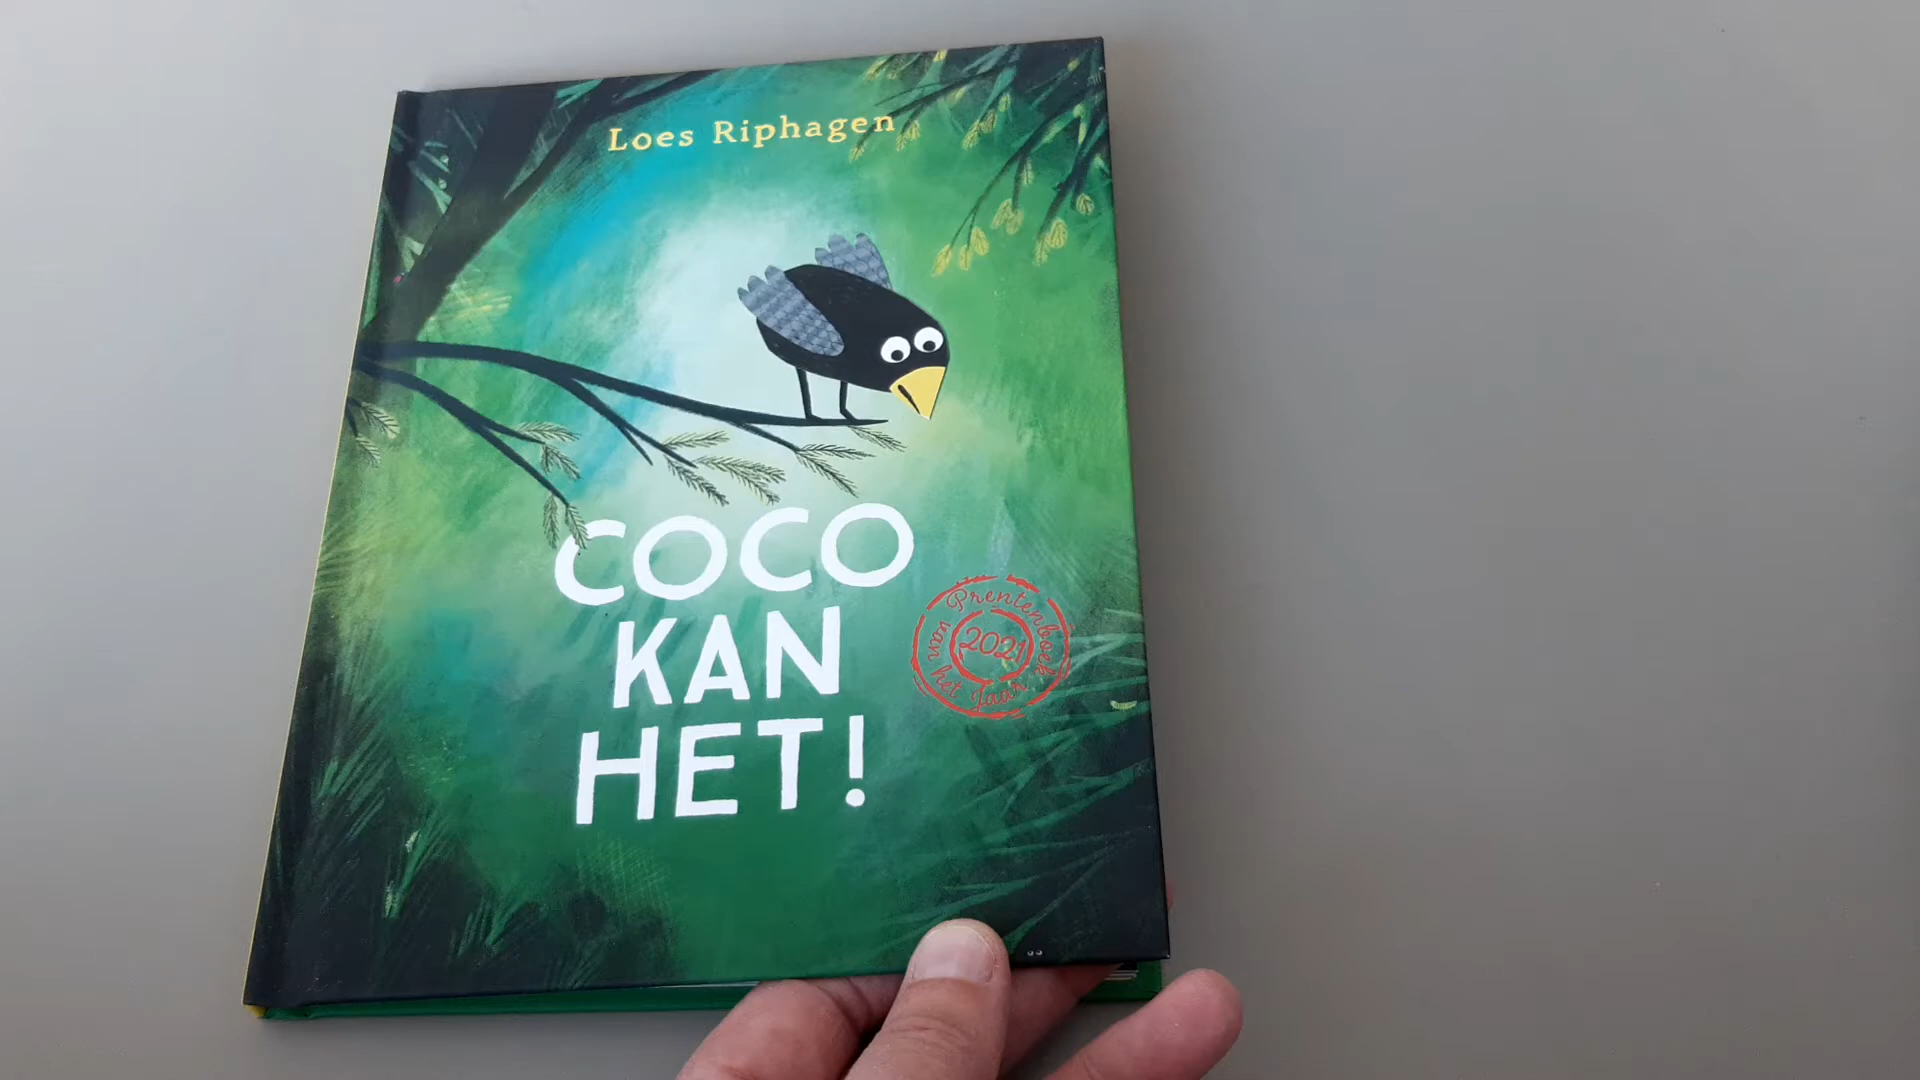 Loes Riphagen
COCO
KAN
HET!
Prentenboek
van het Jaar
2021